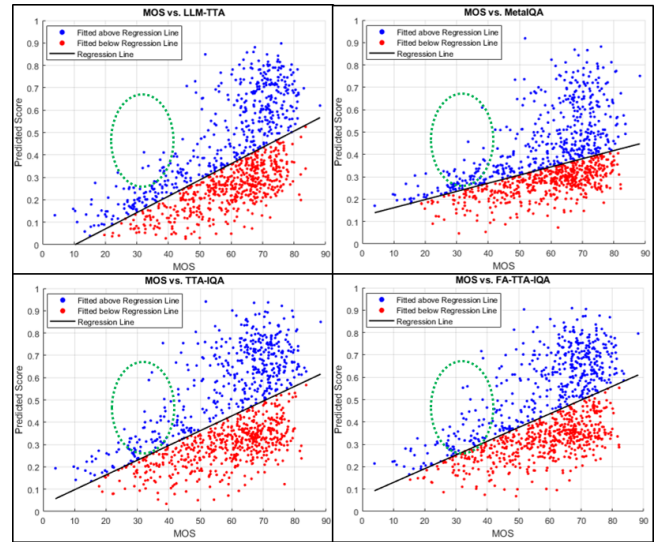 MOS vs. LLM-TTA
Fitted above Regression Line
Fitted below Regression Line
Regression Line
Predicted Score
1
0.9
0.8
0.7
0.6
0.5
0.4
0.3
0.2
0.1
0
0 10 20 30 40 50 60 70 80 90
MOS
MOS vs. MetaIQA
Fitted above Regression Line
Fitted below Regression Line
Regression Line
Predicted Score
1
0.9
0.8
0.7
0.6
0.5
0.4
0.3
0.2
0.1
0
0 10 20 30 40 50 60 70 80 90
MOS
MOS vs. TTA-IQA
Fitted above Regression Line
Fitted below Regression Line
Regression Line
Predicted Score
1
0.9
0.8
0.7
0.6
0.5
0.4
0.3
0.2
0.1
0
0 10 20 30 40 50 60 70 80 90
MOS
MOS vs. FA-TTA-IQA
Fitted above Regression Line
Fitted below Regression Line
Regression Line
Predicted Score
1
0.9
0.8
0.7
0.6
0.5
0.4
0.3
0.2
0.1
0
0 10 20 30 40 50 60 70 80 90
MOS